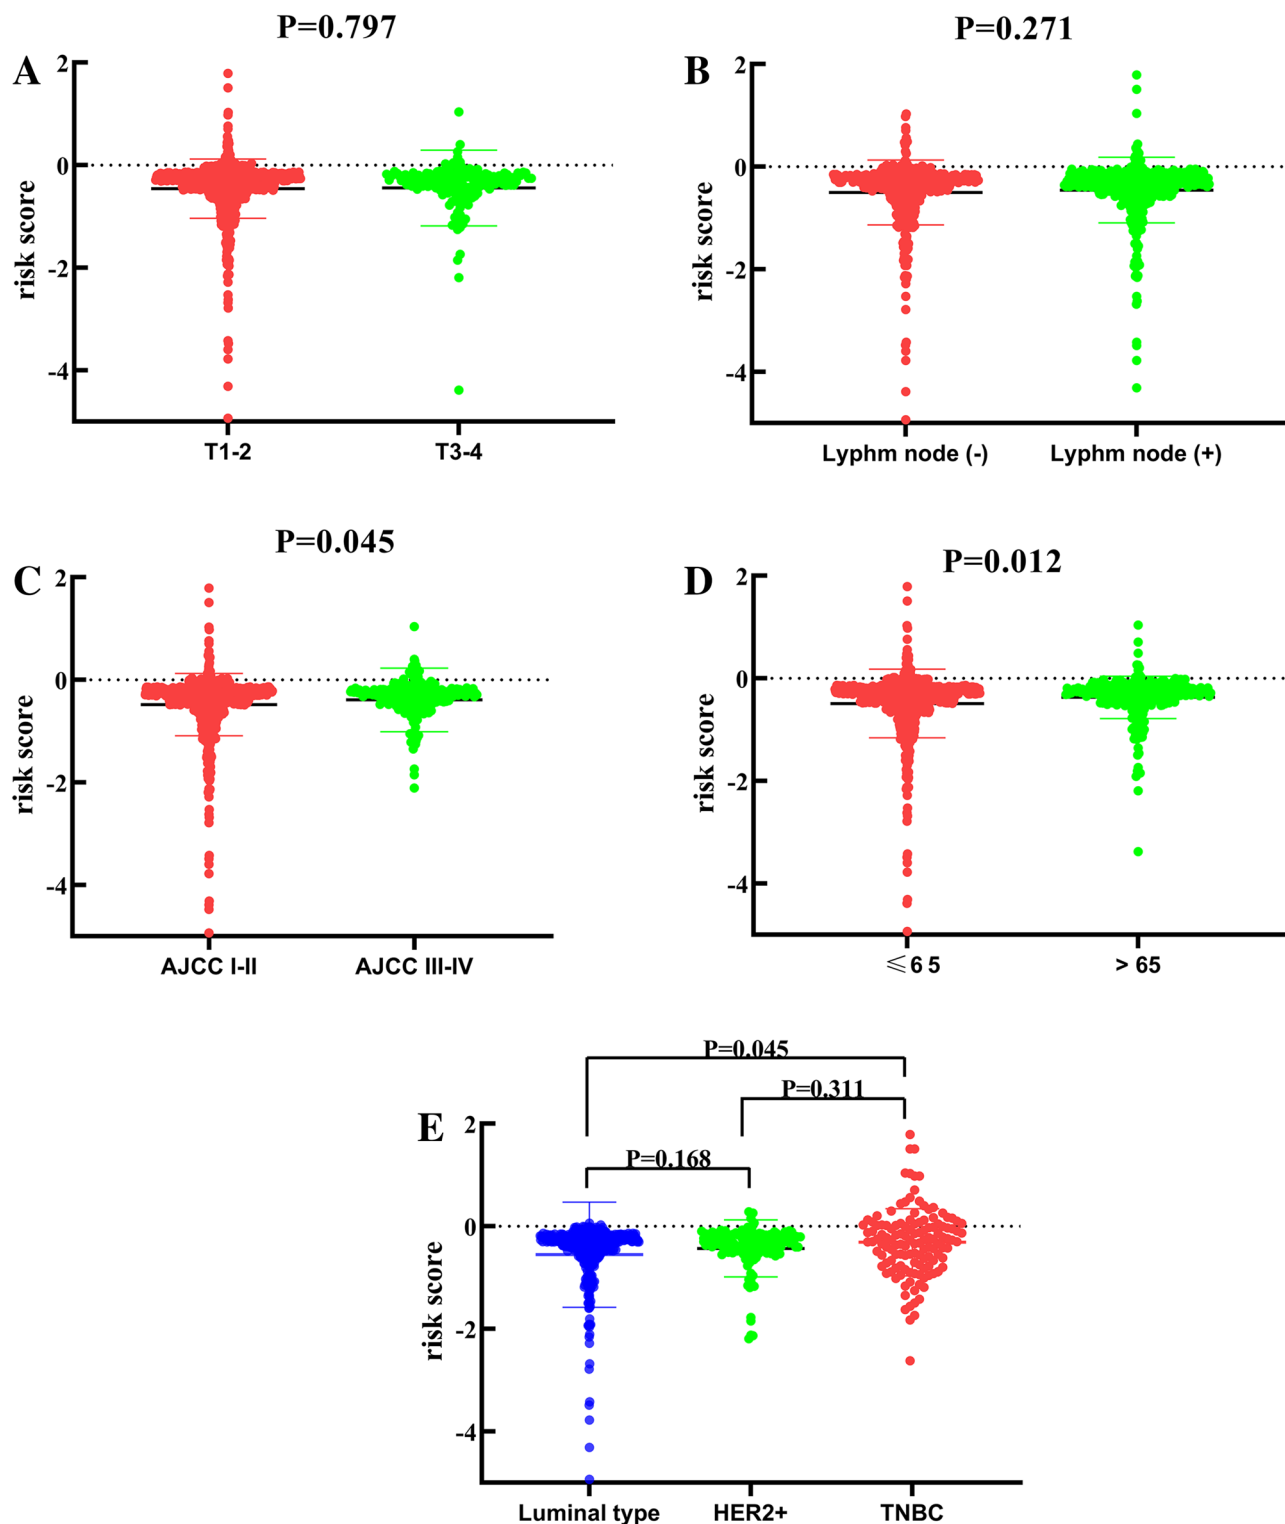 P=0.797
A
2
0
-2
-4
risk score
T1-2
T3-4
P=0.271
B
2
0
-2
-4
risk score
Lyphm node (-)
Lyphm node (+)
P=0.045
C
2
0
-2
-4
risk score
AJCC I-II
AJCC III-IV
P=0.012
D
2
0
-2
-4
risk score
≤65
> 65
P=0.045
P=0.311
P=0.168
E
2
0
-2
-4
risk score
Luminal type
HER2+
TNBC